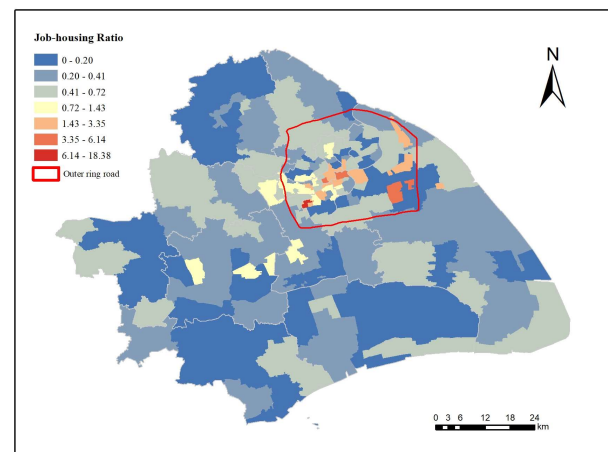 Job-housing Ratio
0 - 0.20
0.20 - 0.41
0.41 - 0.72
0.72 - 1.43
1.43 - 3.35
3.35 - 6.14
6.14 - 18.38
Outer ring road
N
0 3 6 12 18 24
km